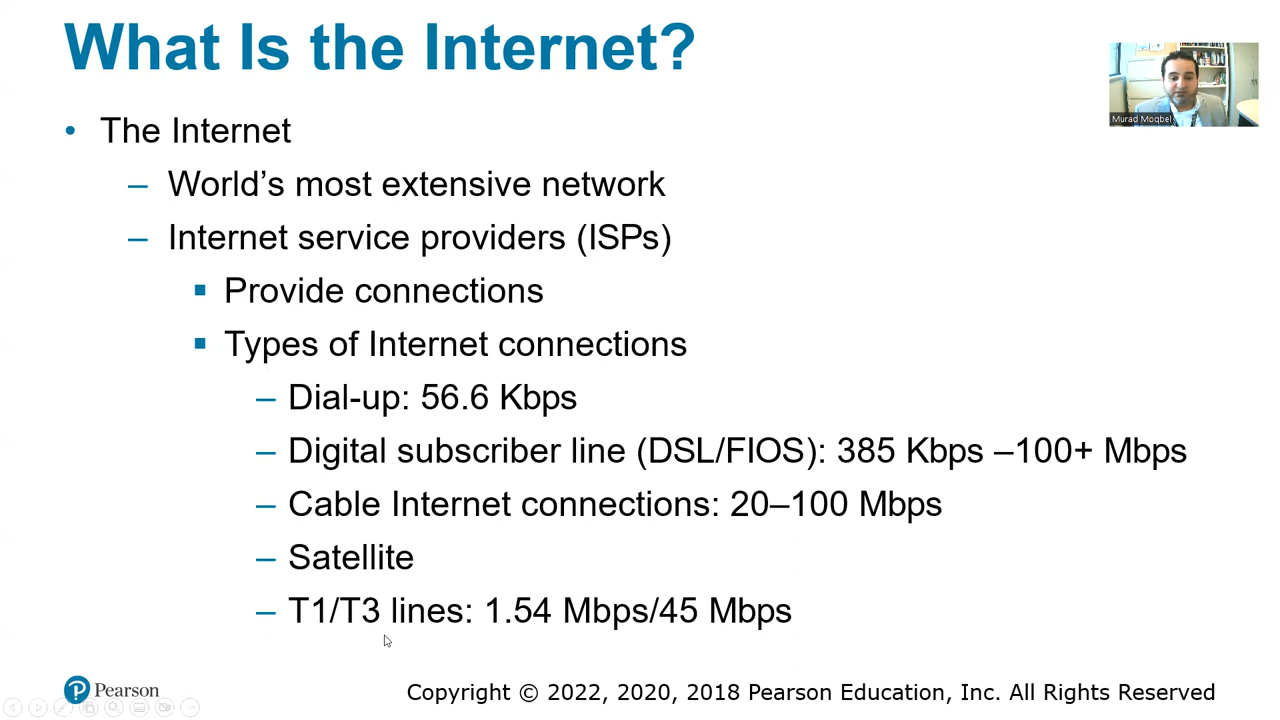 What Is the Internet?
Murad Moqbel
• The Internet
– World's most extensive network
– Internet service providers (ISPs)
▪ Provide connections
▪ Types of Internet connections
– Dial-up: 56.6 Kbps
– Digital subscriber line (DSL/FIOS): 385 Kbps –100+ Mbps
– Cable Internet connections: 20–100 Mbps
– Satellite
– T1/T3 lines: 1.54 Mbps/45 Mbps
Pearson
Copyright © 2022, 2020, 2018 Pearson Education, Inc. All Rights Reserved